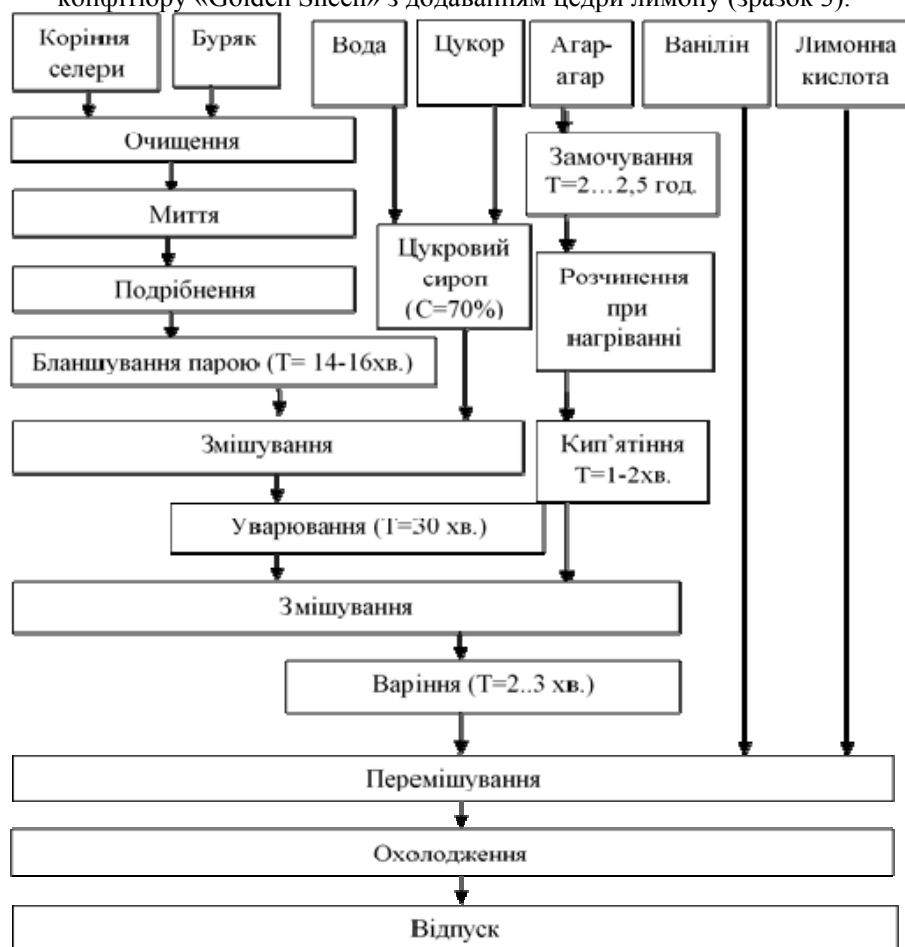 конфітюру «Golden Sheen» з додаванням цедри лимону (зразок 3).
Коріння
селери
Буряк
Вода
Цукор
Агар-
агар
Ванілін
Лимонна
кислота
Очищення
Замочування
Т=2…2,5 год.
Миття
Цукровий
сироп
(С=70%)
Розчинення
при
нагріванні
Подрібнення
Бланшування парою (Т= 14-16хв.)
Змішування
Кип’ятіння
Т=1-2хв.
Уварювання (Т=30 хв.)
Змішування
Варіння (Т=2..3 хв.)
Перемішування
Охолодження
Відпуск